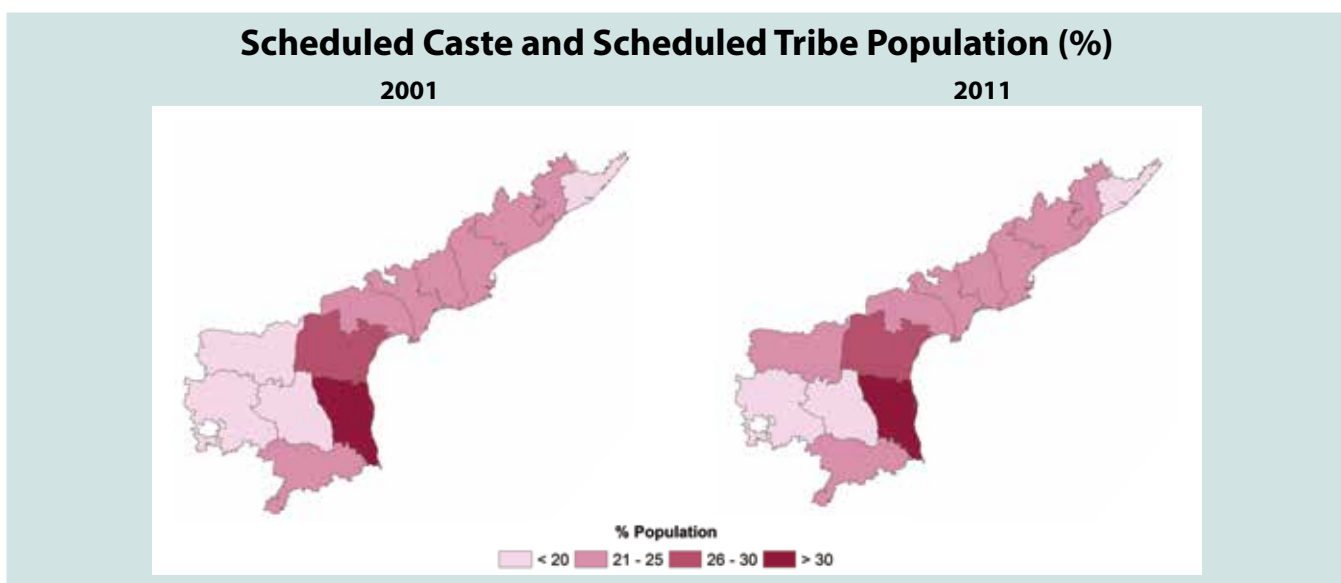 Scheduled Caste and Scheduled Tribe Population (%)
2001 2011
% Population
< 20 21 - 25 26 - 30 > 30